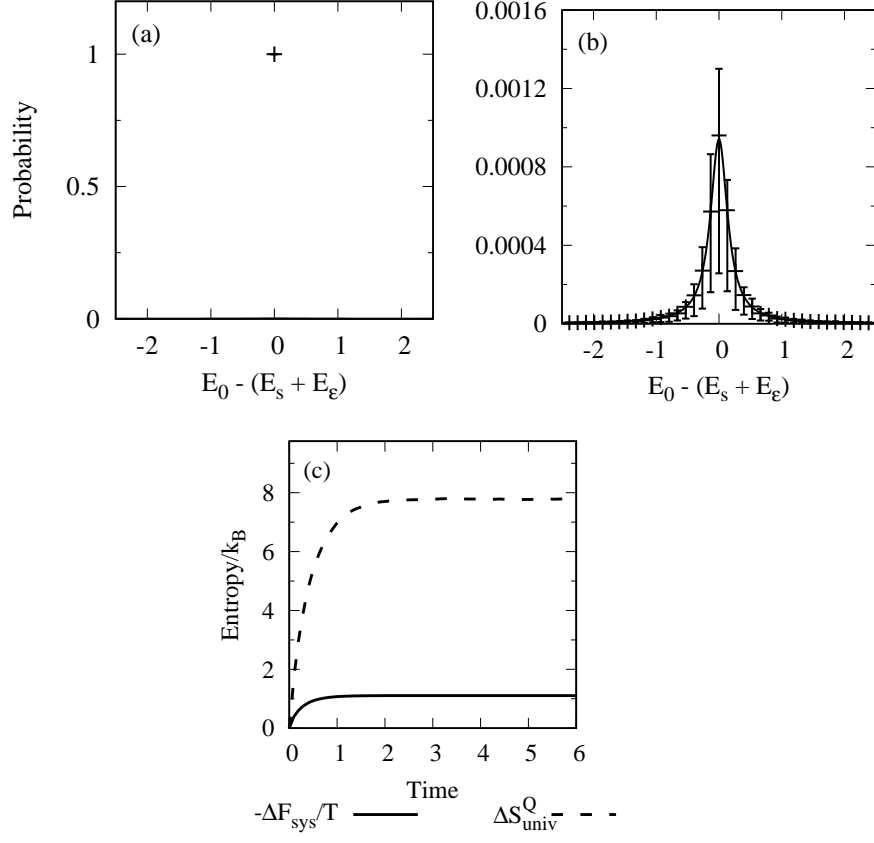 (a)
Probability
1
0.5
0
-2 -1 0 1 2
E0 - (Es + Eε)
(b)
0.0016
0.0012
0.0008
0.0004
0
-2 -1 0 1 2
E0 - (Es + Eε)
(c)
Entropy/kB
8
6
4
2
0
0 1 2 3 4 5 6
Time
-ΔFsys/T
ΔS^Q_univ